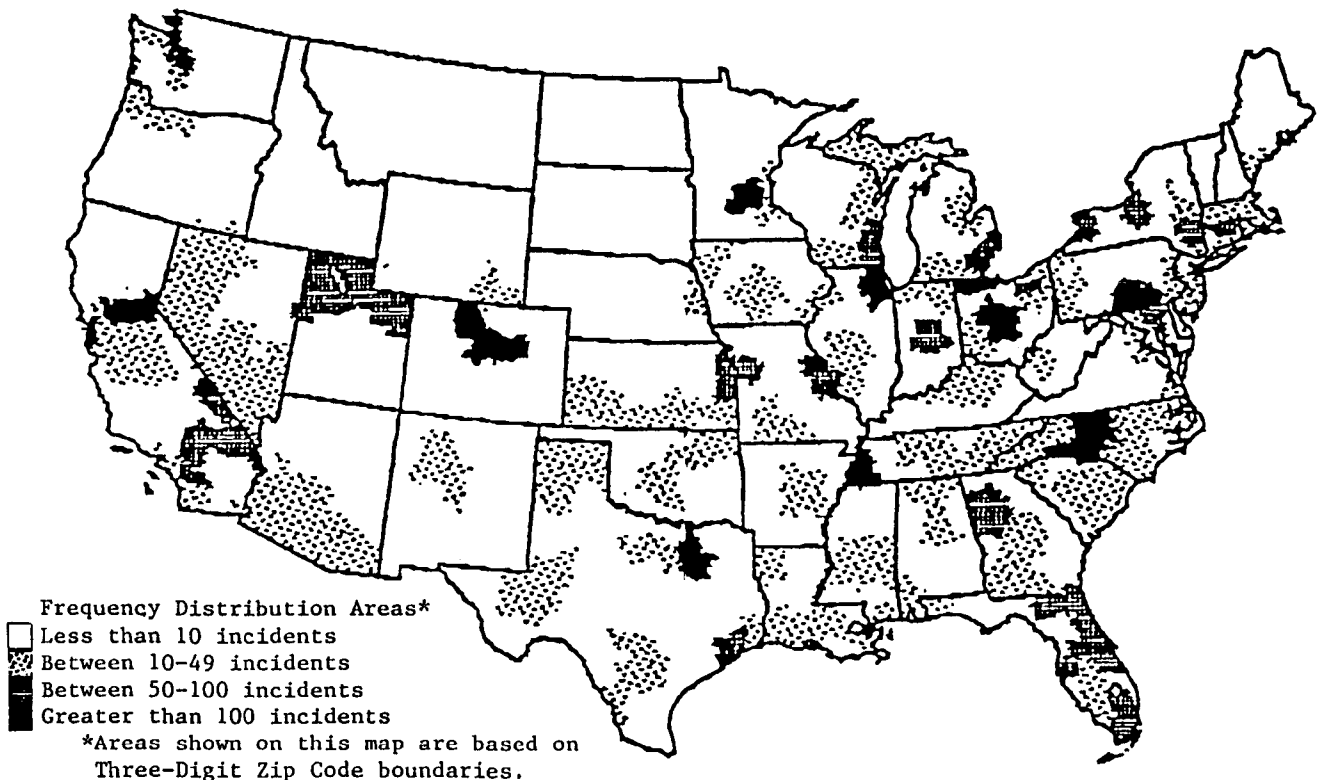 Frequency Distribution Areas*
Less than 10 incidents
Between 10-49 incidents
Between 50-100 incidents
Greater than 100 incidents
*Areas shown on this map are based on
Three-Digit Zip Code boundaries.